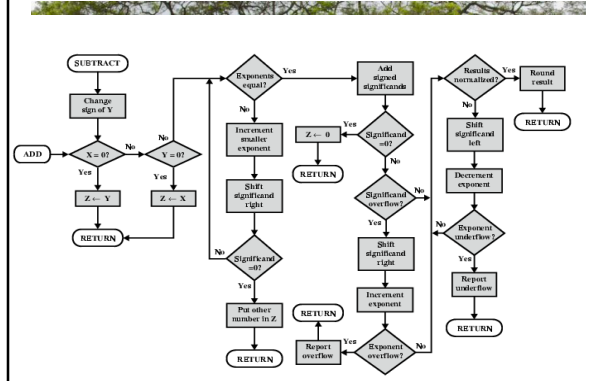 SUBTRACT
Change
sign of Y
ADD
X = 0?
No
Y = 0?
No
Yes
Yes
Z ← Y
Z ← X
RETURN
Exponents
equal?
Yes
No
Increment
smaller
exponent
Shift
significand
right
No
Significand
=0?
Yes
Put other
number in Z
RETURN
Add
signed
significands
Z ← 0
Yes
Significand
=0?
RETURN
No
Significand
overflow?
No
Yes
Shift
significand
right
Increment
exponent
RETURN
Report
overflow
Yes
Exponent
overflow?
No
Results
normalized?
Yes
Round
result
No
RETURN
Shift
significand
left
Decrement
exponent
No
Exponent
underflow?
Yes
Report
underflow
RETURN